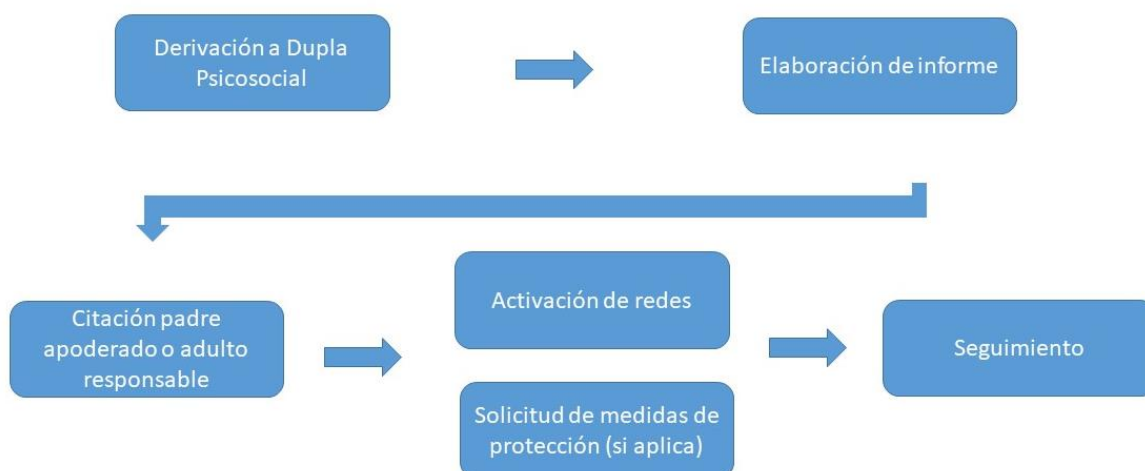 Derivación a Dupla
Psicosocial
Elaboración de informe
Citación padre
apoderado o adulto
responsable
Activación de redes
Solicitud de medidas de
protección (si aplica)
Seguimiento